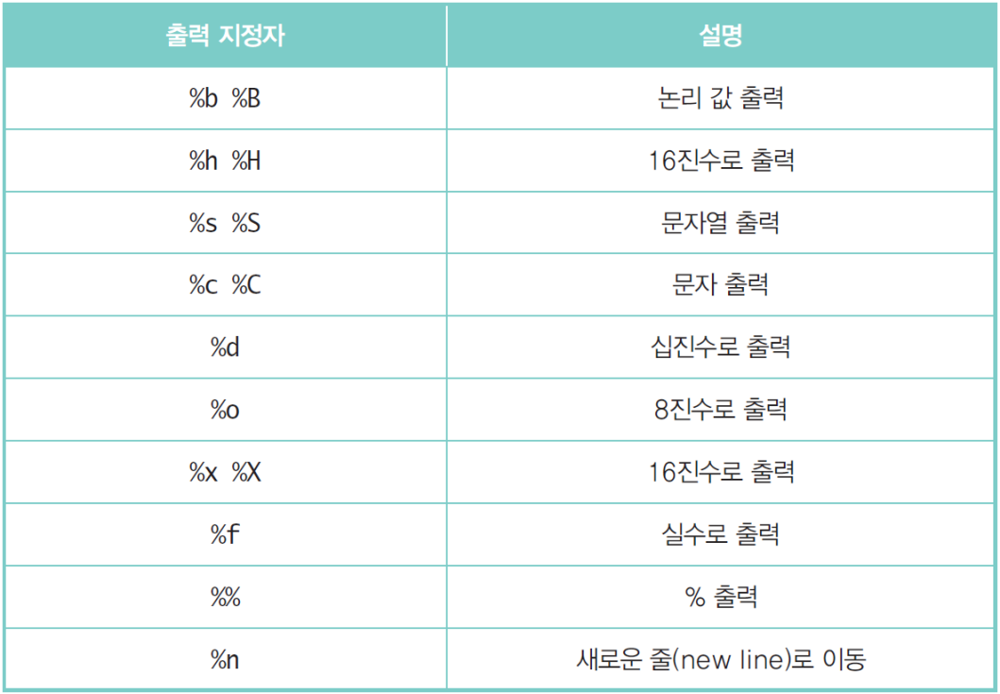 출력 지정자 설명
%b %B 논리 값 출력
%h %H 16진수로 출력
%s %S 문자열 출력
%c %C 문자 출력
%d 십진수로 출력
%o 8진수로 출력
%x %X 16진수로 출력
%f 실수로 출력
%% % 출력
%n 새로운 줄(new line)로 이동